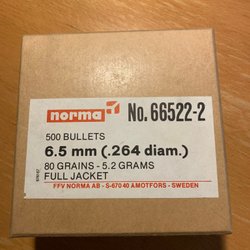 norma
No. 66522-2
500 BULLETS
6.5 mm (.264 diam.)
80 GRAINS - 5.2 GRAMS
FULL JACKET
FFV NORMA AB - S-670 40 AMOTFORS - SWEDEN